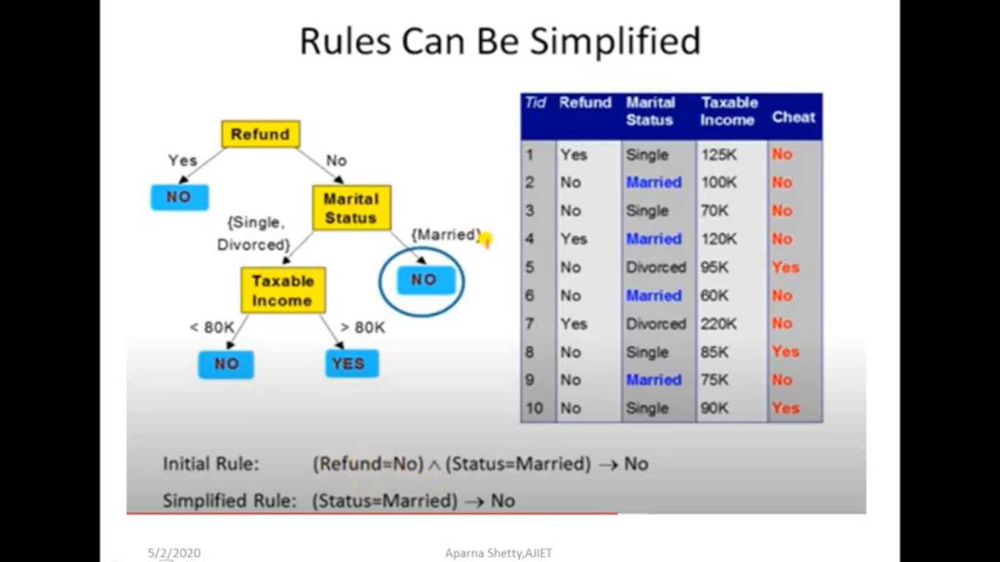 Rules Can Be Simplified
Refund
Yes
No
NO
Marital
Status
{Single,
Divorced}
{Married}
Taxable
Income
NO
< 80K
> 80K
NO
YES
Tid Refund Marital Status Taxable Income Cheat
1 Yes Single 125K No
2 No Married 100K No
3 No Single 70K No
4 Yes Married 120K No
5 No Divorced 95K Yes
6 No Married 60K No
7 Yes Divorced 220K No
8 No Single 85K Yes
9 No Married 75K No
10 No Single 90K Yes
Initial Rule: (Refund=No) ∧ (Status=Married) → No
Simplified Rule: (Status=Married) → No
5/2/2020
Aparna Shetty,AJIET